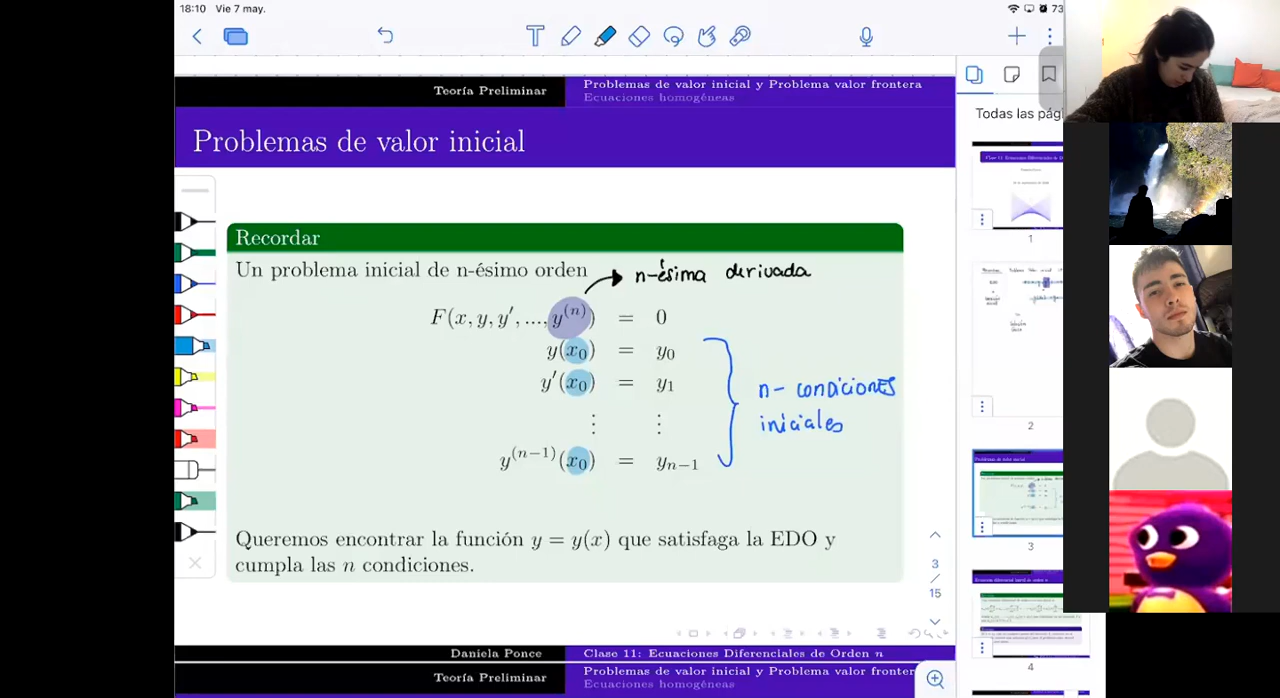 18:10 Vie 7 may.
73
Teoría Preliminar
Problemas de valor inicial y Problema valor frontera
Ecuaciones homogéneas
Problemas de valor inicial
Todas las pág
Recordar
Un problema inicial de n-ésimo orden
n-ésima derivada
F(x, y, y′, ...., y⁽ⁿ⁾) = 0
y(x₀) = y₀
y′(x₀) = y₁
⋮ ⋮
y⁽ⁿ⁻¹⁾(x₀) = yₙ₋₁
n- condiciones
iniciales
Queremos encontrar la función y = y(x) que satisfaga la EDO y
cumpla las n condiciones.
3
/
15
1
2
3
4
Daniela Ponce
Clase 11: Ecuaciones Diferenciales de Orden n
Teoría Preliminar
Problemas de valor inicial y Problema valor fronter
Ecuaciones homogéneas